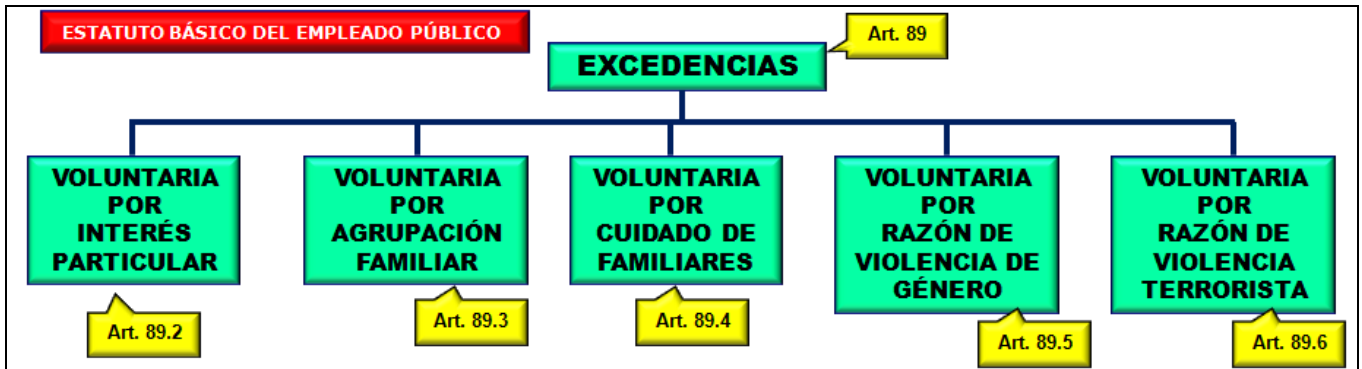 ESTATUTO BÁSICO DEL EMPLEADO PÚBLICO
Art. 89
EXCEDENCIAS
VOLUNTARIA
POR
INTERÉS
PARTICULAR
Art. 89.2
VOLUNTARIA
POR
AGRUPACIÓN
FAMILIAR
Art. 89.3
VOLUNTARIA
POR
CUIDADO DE
FAMILIARES
Art. 89.4
VOLUNTARIA
POR
RAZÓN DE
VIOLENCIA DE
GÉNERO
Art. 89.5
VOLUNTARIA
POR
RAZÓN DE
VIOLENCIA
TERRORISTA
Art. 89.6